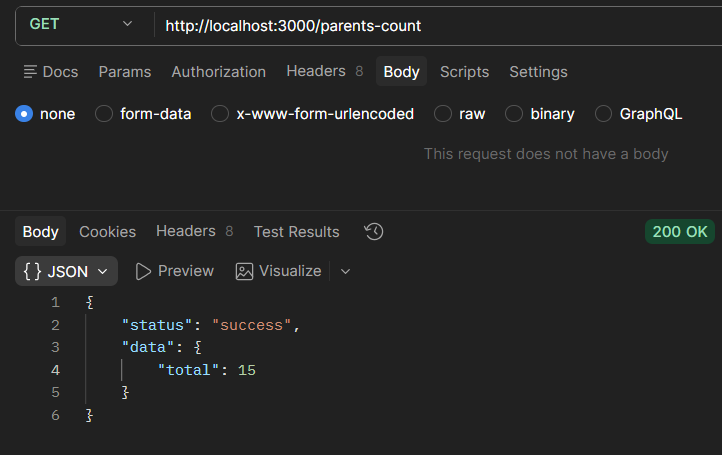 GET http://localhost:3000/parents-count
Docs Params Authorization Headers 8 Body Scripts Settings
none form-data x-www-form-urlencoded raw binary GraphQL
This request does not have a body
Body Cookies Headers 8 Test Results 200 OK
{} JSON Preview Visualize
1 {
2 "status": "success",
3 "data": {
4 "total": 15
5 }
6 }